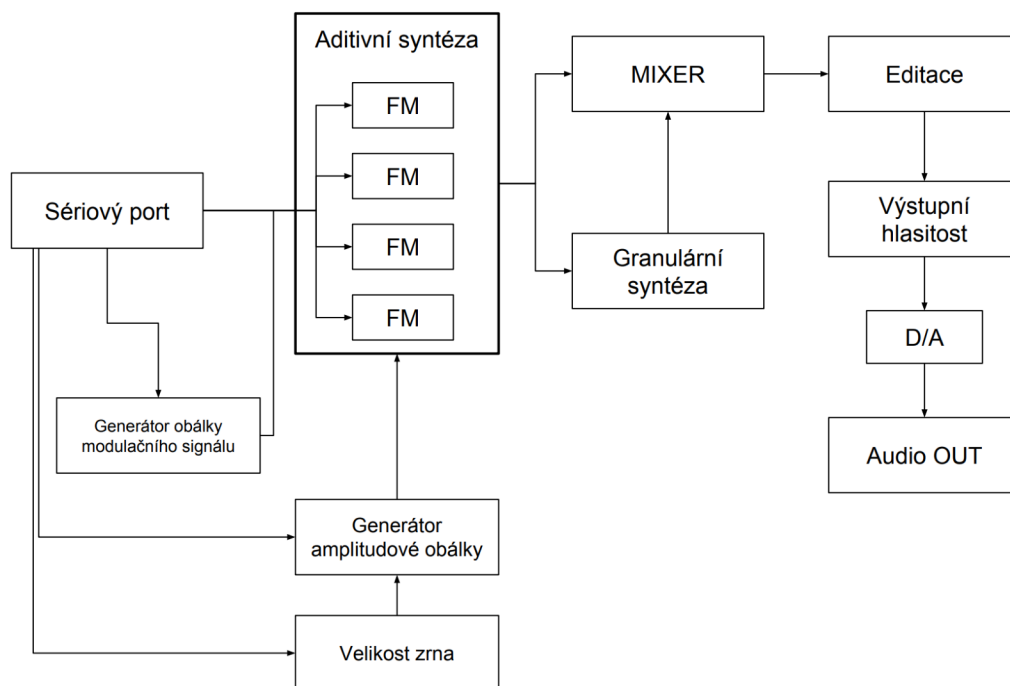 Aditivní syntéza
FM
FM
FM
FM
Sériový port
Generátor obálky
modulačního signálu
Generátor
amplitudové obálky
Velikost zrna
MIXER
Granulární
syntéza
Editace
Výstupní
hlasitost
D/A
Audio OUT